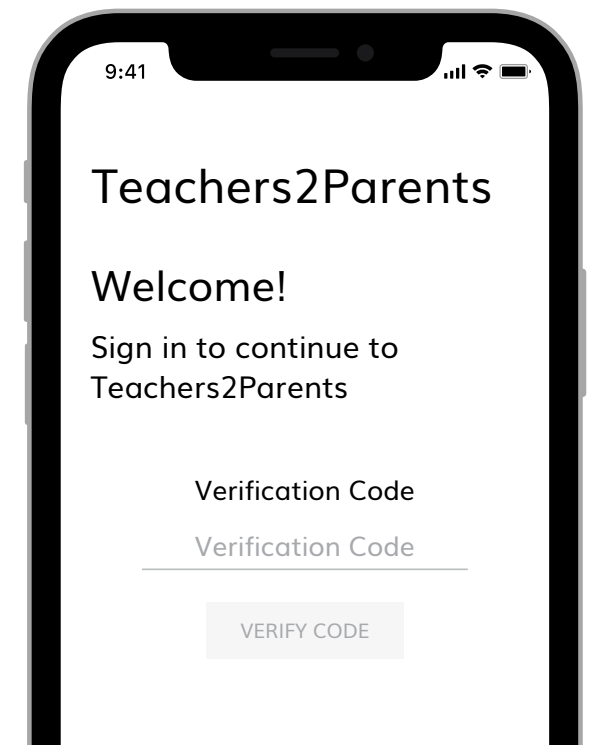 9:41
Teachers2Parents
Welcome!
Sign in to continue to
Teachers2Parents
Verification Code
Verification Code
VERIFY CODE